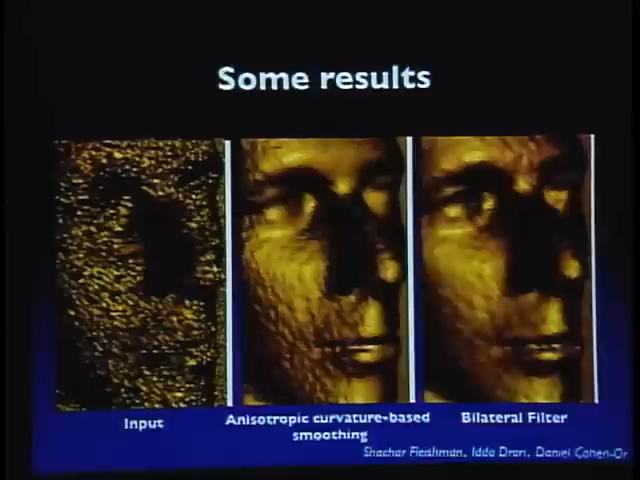 Some results
Input
Anisotropic curvature-based
smoothing
Bilateral Filter
Shachar Fleishman, Iddo Drori, Daniel Cohen-Or